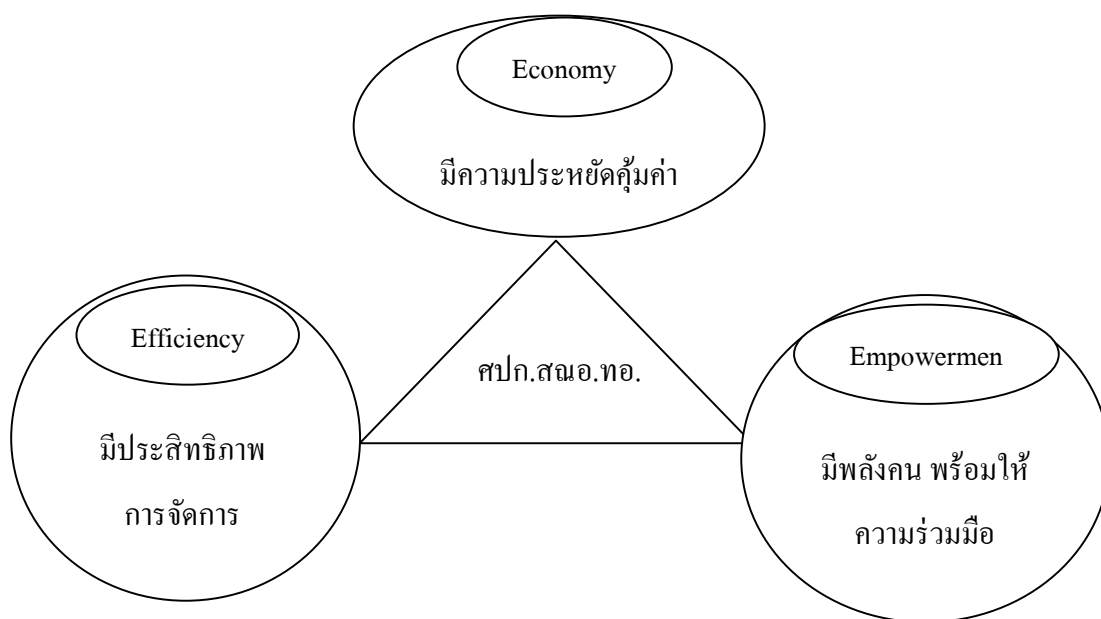 Economy
มีความประหยัดคุ้มค่า
Efficiency
มีประสิทธิภาพ
การจัดการ
ศปก.สณอ.ทอ.
Empowermen
มีพลังคน พร้อมให้
ความร่วมมือ